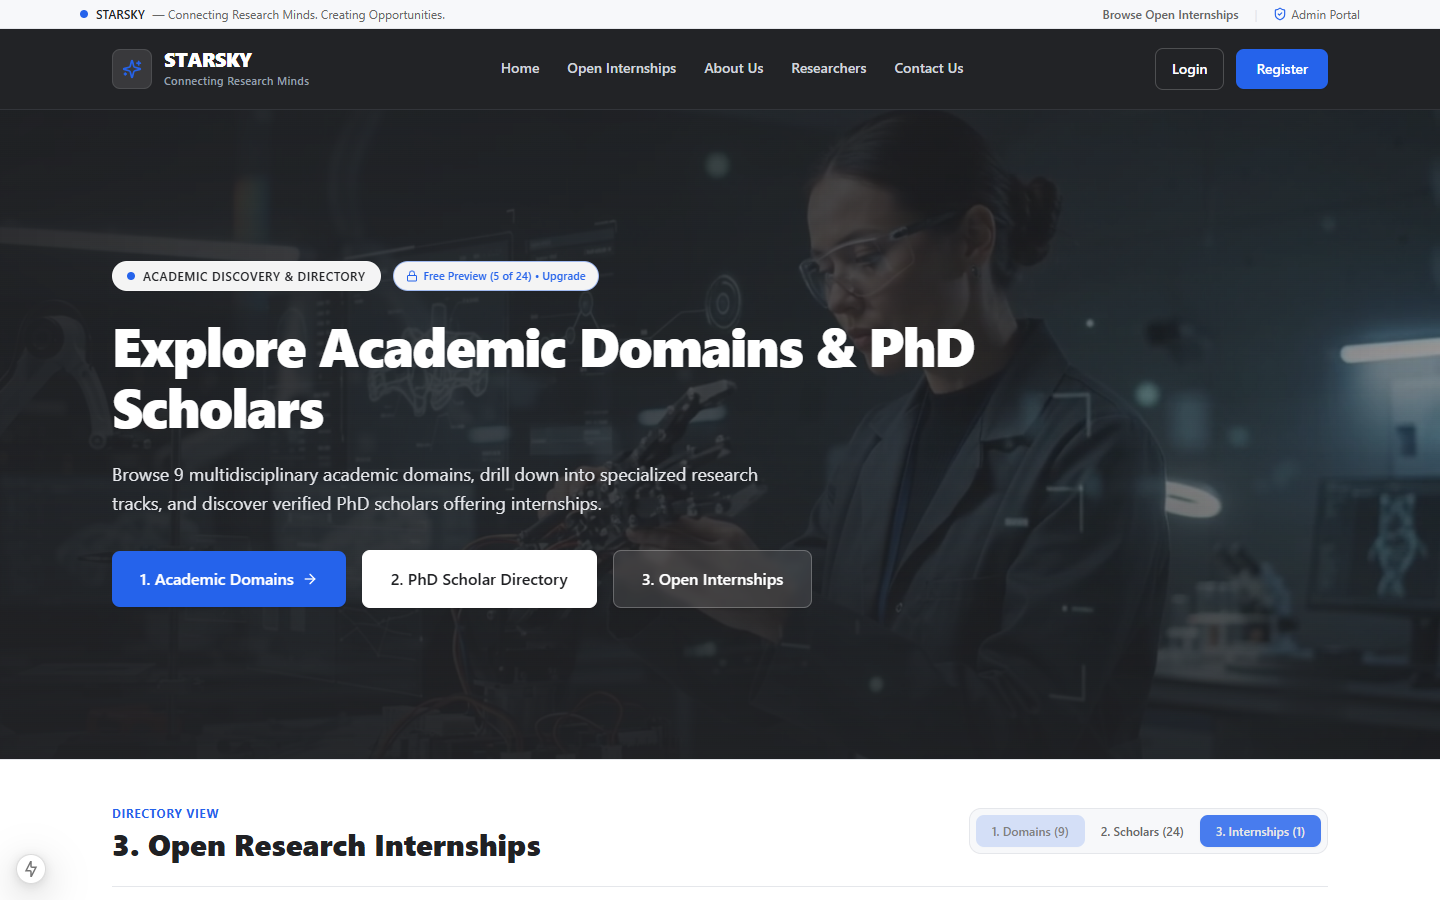 STARSKY — Connecting Research Minds. Creating Opportunities.
Browse Open Internships | Admin Portal
STARSKY
Connecting Research Minds
Home Open Internships About Us Researchers Contact Us
Login Register
ACADEMIC DISCOVERY & DIRECTORY
Free Preview (5 of 24) • Upgrade
Explore Academic Domains & PhD
Scholars
Browse 9 multidisciplinary academic domains, drill down into specialized research
tracks, and discover verified PhD scholars offering internships.
1. Academic Domains →
2. PhD Scholar Directory
3. Open Internships
DIRECTORY VIEW
3. Open Research Internships
1. Domains (9) 2. Scholars (24) 3. Internships (1)